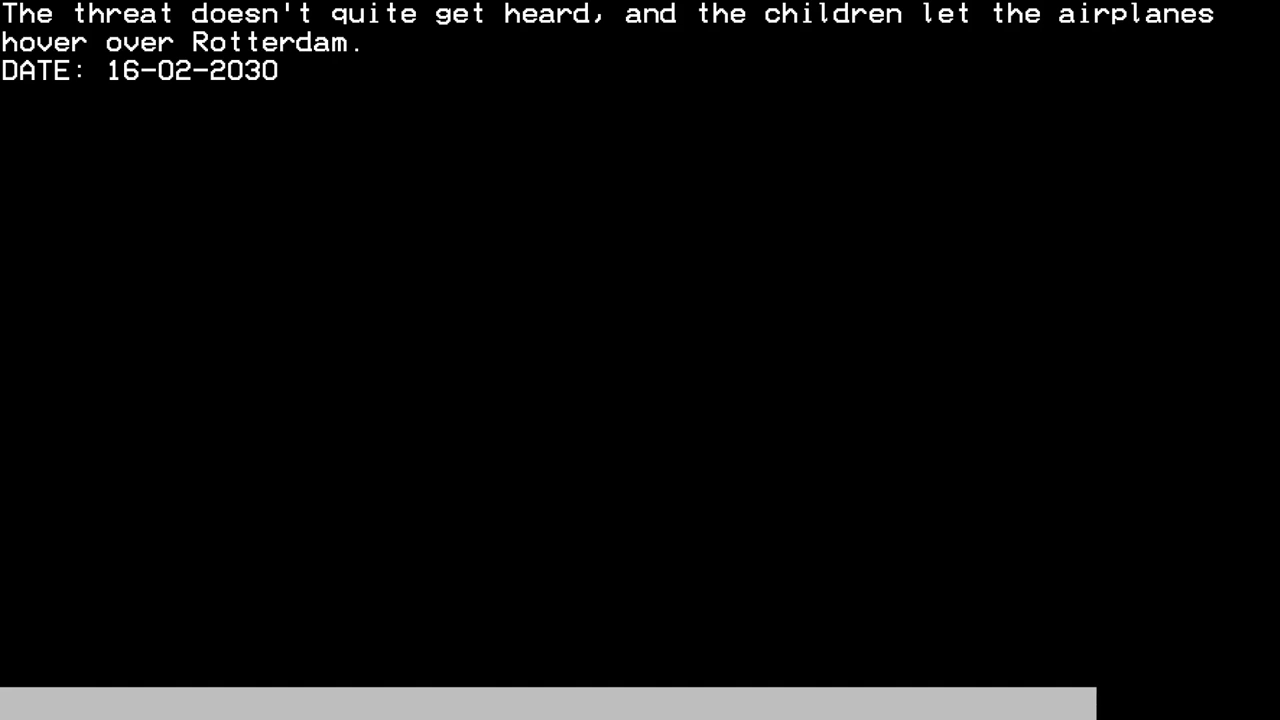 The threat doesn't quite get heard, and the children let the airplanes
hover over Rotterdam.
DATE: 16-02-2030